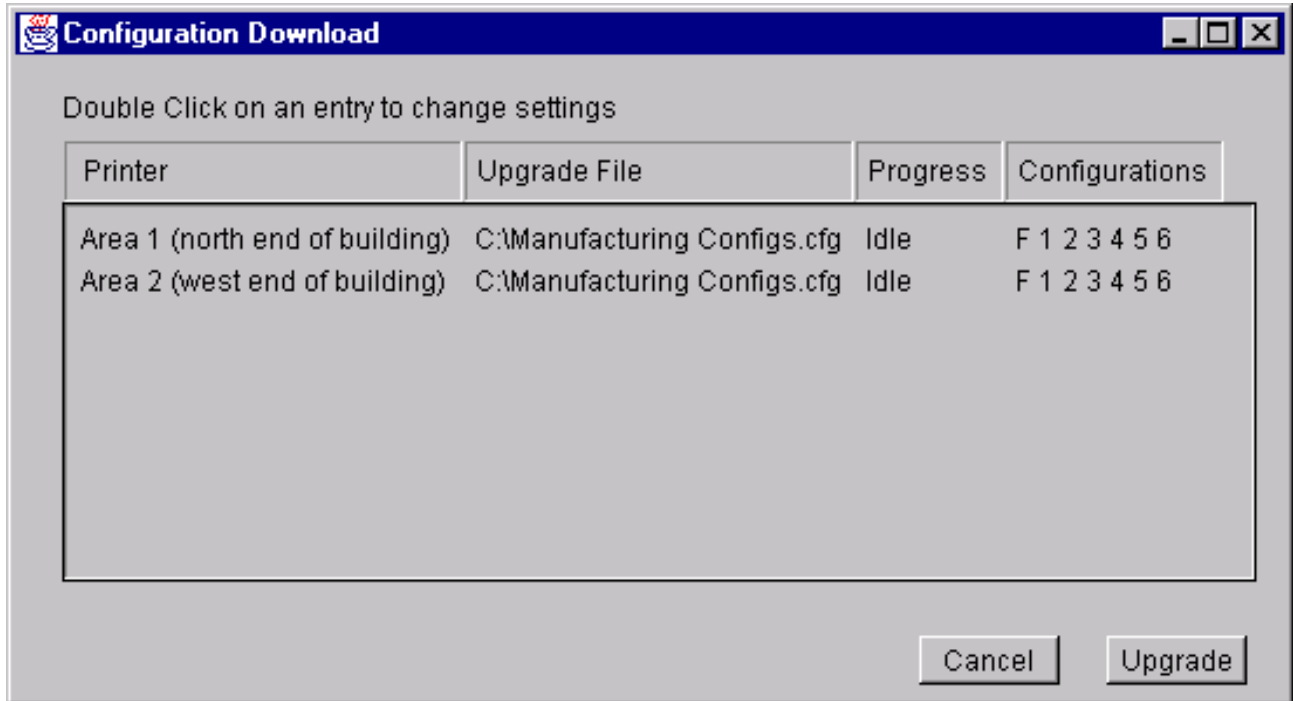 Configuration Download
Double Click on an entry to change settings
Printer Upgrade File Progress Configurations
Area 1 (north end of building) C:\Manufacturing Configs.cfg Idle F 1 2 3 4 5 6
Area 2 (west end of building) C:\Manufacturing Configs.cfg Idle F 1 2 3 4 5 6
Cancel Upgrade